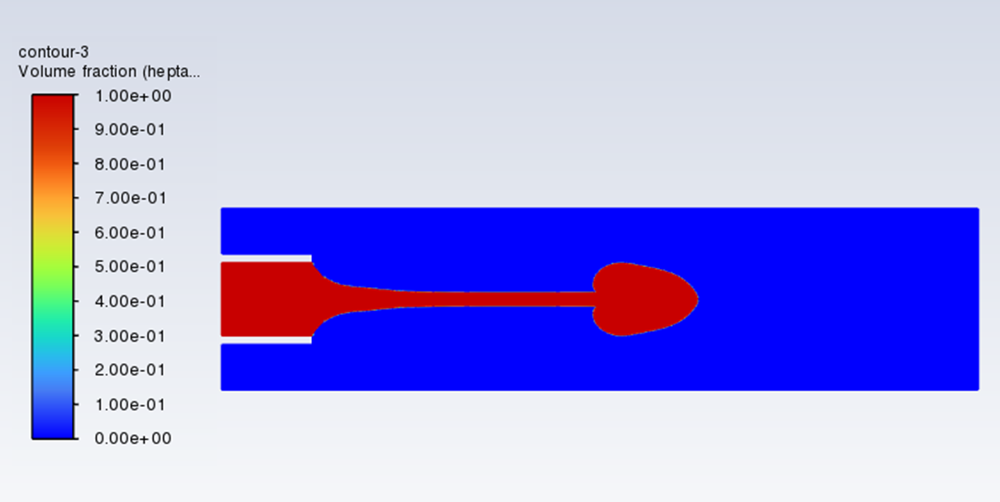 contour-3
Volume fraction (hepta...
1.00e+00
9.00e-01
8.00e-01
7.00e-01
6.00e-01
5.00e-01
4.00e-01
3.00e-01
2.00e-01
1.00e-01
0.00e+00